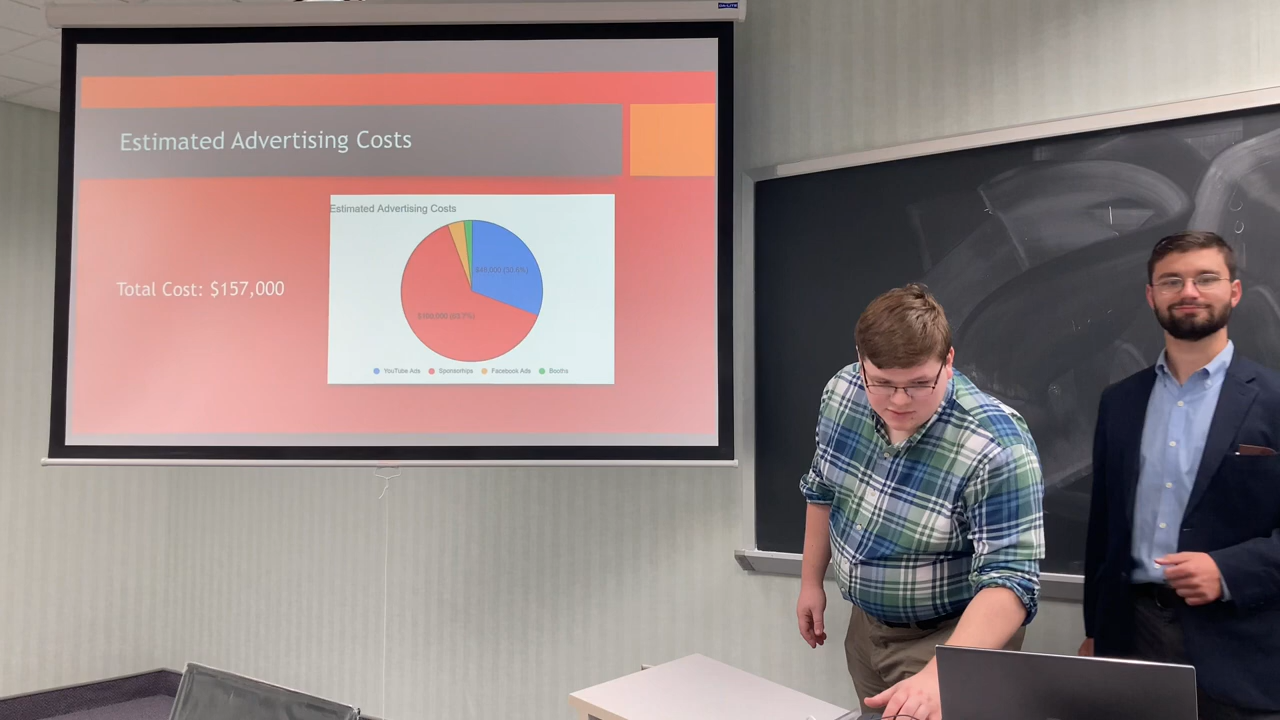 Estimated Advertising Costs
Estimated Advertising Costs
Total Cost: $157,000
YouTube Ads Sponsorships Facebook Ads Booths